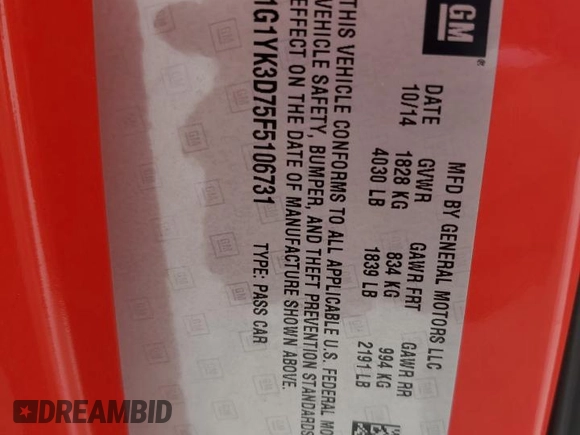 GM®
MFD BY GENERAL MOTORS LLC
DATE GVWR GAWR FRT GAWR RR
10/14 1828 KG 834 KG 994 KG
4030 LB 1839 LB 2191 LB
THIS VEHICLE CONFORMS TO ALL APPLICABLE U.S. FEDERAL MO
VEHICLE SAFETY, BUMPER, AND THEFT PREVENTION STANDARDS
EFFECT ON THE DATE OF MANUFACTURE SHOWN ABOVE.
1G1YK3D75F5106731 TYPE: PASS CAR
DREAMBID